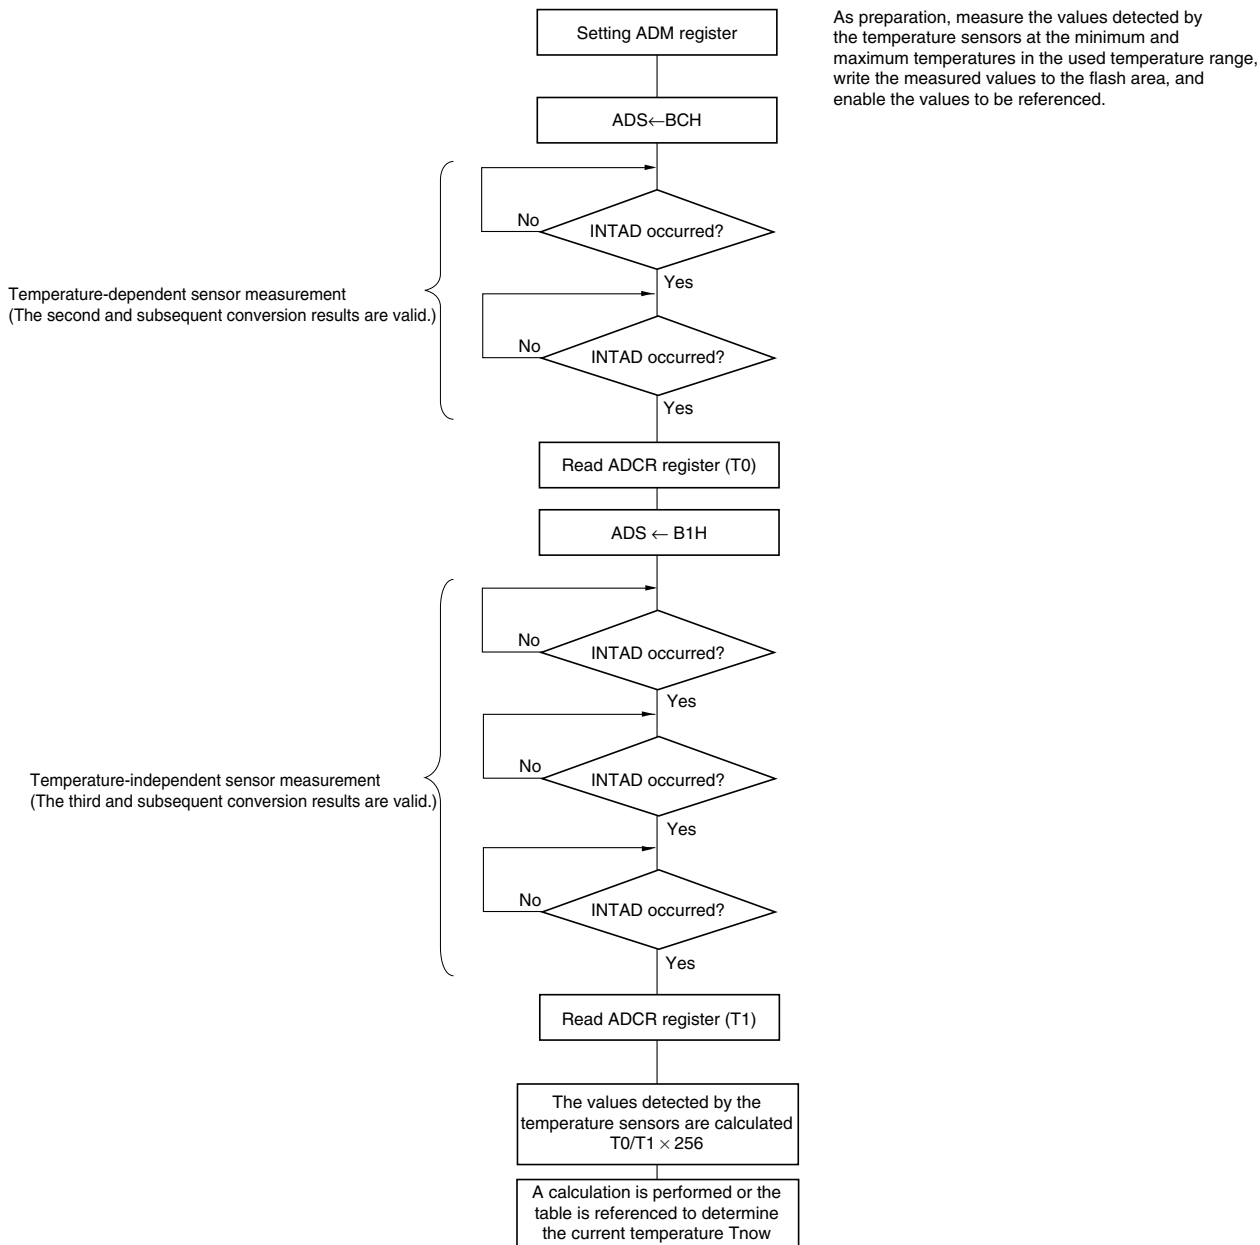 Setting ADM register
As preparation, measure the values detected by
the temperature sensors at the minimum and
maximum temperatures in the used temperature range,
write the measured values to the flash area, and
enable the values to be referenced.
ADS←BCH
No
INTAD occurred?
Yes
Temperature-dependent sensor measurement
(The second and subsequent conversion results are valid.)
No
INTAD occurred?
Yes
Read ADCR register (T0)
ADS ← B1H
No
INTAD occurred?
Yes
Temperature-independent sensor measurement
(The third and subsequent conversion results are valid.)
No
INTAD occurred?
Yes
No
INTAD occurred?
Yes
Read ADCR register (T1)
The values detected by the
temperature sensors are calculated
T0/T1 × 256
A calculation is performed or the
table is referenced to determine
the current temperature Tnow